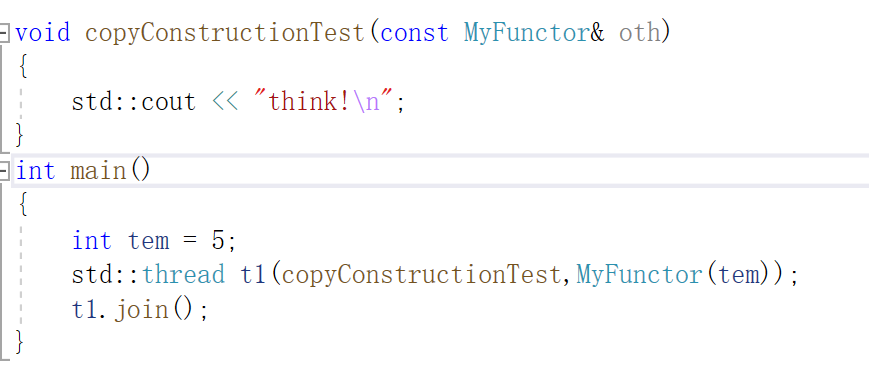 void copyConstructionTest(const MyFunctor& oth)
{
    std::cout << "think!\n";
}
int main()
{
    int tem = 5;
    std::thread t1(copyConstructionTest,MyFunctor(tem));
    t1.join();
}